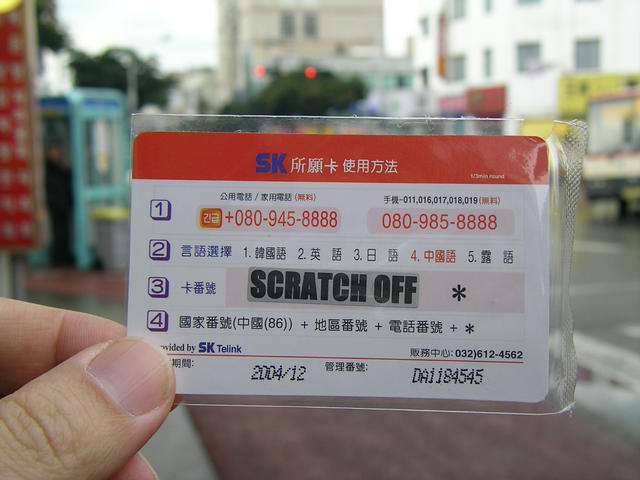 SK 所願卡 使用方法
1/3min round
公用電話 / 家用電話 (無料)
手機-011,016,017,018,019 (無料)
1 긴급 +080-945-8888
080-985-8888
2 言語選擇 1.韓國語 2.英 語 3.日 語 4.中國語 5.露 語
3 卡番號 SCRATCH OFF *
4 國家番號(中國(86)) + 地區番號 + 電話番號 + *
ovided by SK Telink
販務中心: 032)612-4562
期間: 2004/12 管理番號: DA1184545